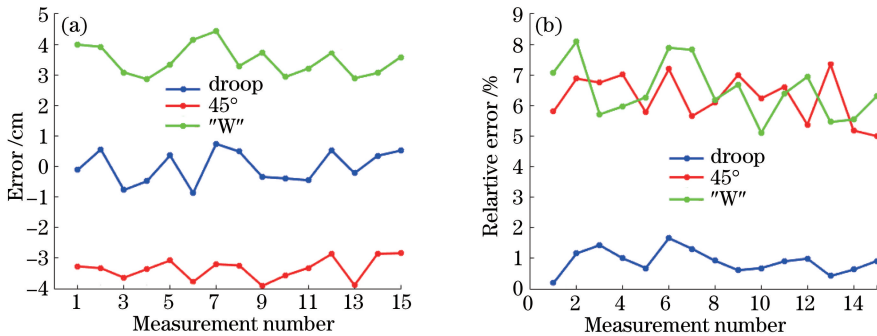 (a)
Error /cm
5
4
3
2
1
0
-1
-2
-3
-4
droop
45°
"W"
1 3 5 7 9 11 13 15
Measurement number
(b)
Relartive error /%
9
8
7
6
5
4
3
2
1
0
droop
45°
"W"
0 2 4 6 8 10 12 14
Measurement number